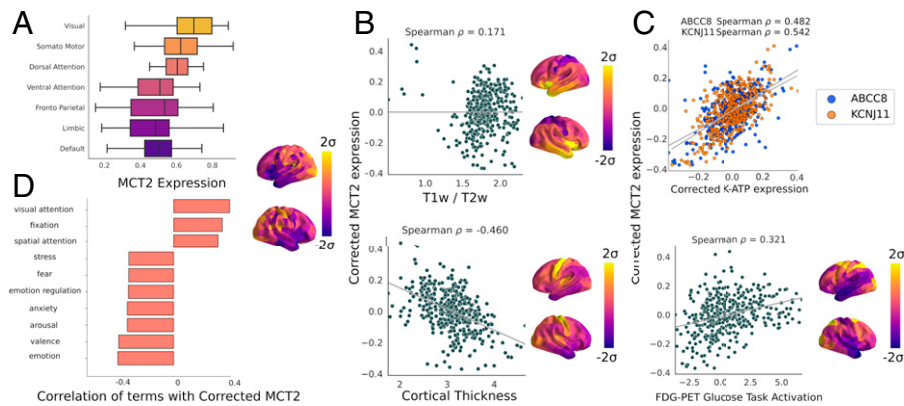 A
Visual
Somato Motor
Dorsal Attention
Ventral Attention
Fronto Parietal
Limbic
Default
0.2 0.4 0.6 0.8
MCT2 Expression
2σ
-2σ
D
visual attention
fixation
spatial attention
stress
fear
emotion regulation
anxiety
arousal
valence
emotion
-0.4 0 0.4
Correlation of terms with Corrected MCT2
B
Spearman ρ = 0.171
Corrected MCT2 expression
0.4
0.2
0.0
−0.2
−0.4
1.0 1.5 2.0
T1w / T2w
2σ
-2σ
Spearman ρ = -0.460
0.4
0.2
0.0
−0.2
2 3 4
Cortical Thickness
2σ
-2σ
C
ABCC8 Spearman ρ = 0.482
KCNJ11 Spearman ρ = 0.542
Corrected MCT2 expression
0.4
0.2
0.0
−0.2
−0.4
−0.2 0.0 0.2 0.4
Corrected K-ATP expression
ABCC8
KCNJ11
Spearman ρ = 0.321
0.4
0.2
0.0
−0.2
−0.4
−2.5 0.0 2.5 5.0
FDG-PET Glucose Task Activation
2σ
-2σ